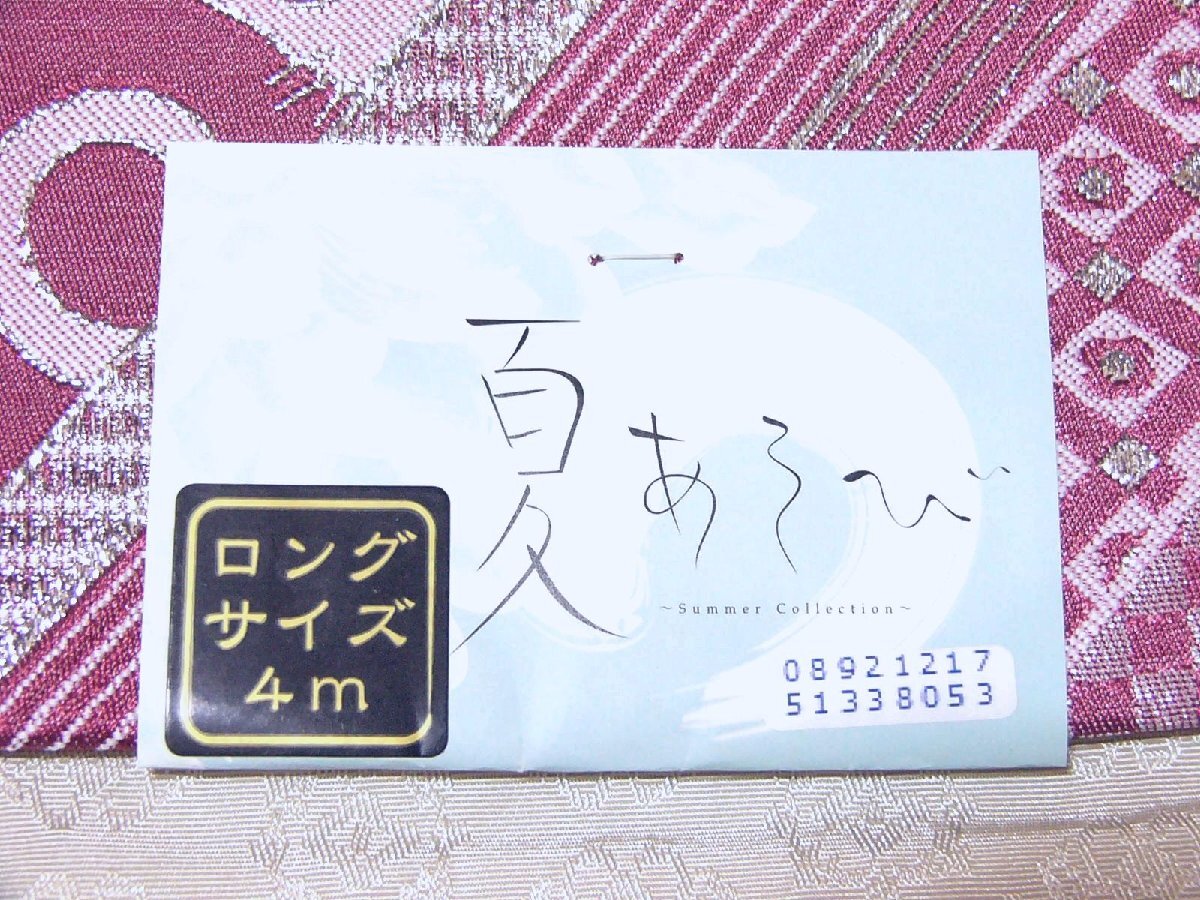 夏あそび
～Summer Collection～
ロング
サイズ
4m
08921217
51338053